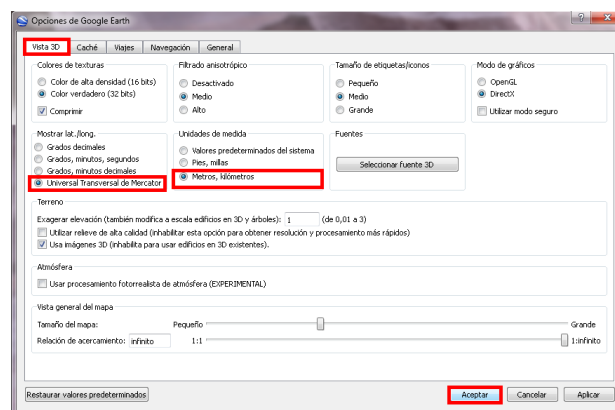 Opciones de Google Earth
Vista 3D Caché Viajes Navegación General
Colores de texturas
Color de alta densidad (16 bits)
Color verdadero (32 bits)
Comprimir
Filtrado anisotrópico
Desactivado
Medio
Alto
Tamaño de etiquetas/iconos
Pequeño
Medio
Grande
Modo de gráficos
OpenGL
DirectX
Utilizar modo seguro
Mostrar lat./long.
Grados decimales
Grados, minutos, segundos
Grados, minutos decimales
Universal Transversal de Mercator
Unidades de medida
Valores predeterminados del sistema
Pies, millas
Metros, kilómetros
Fuentes
Seleccionar fuente 3D
Terreno
Exagerar elevación (también modifica a escala edificios en 3D y árboles): 1 (de 0,01 a 3)
Utilizar relieve de alta calidad (inhabilitar esta opción para obtener resolución y procesamiento más rápidos)
Usa imágenes 3D (inhabilita para usar edificios en 3D existentes).
Atmósfera
Usar procesamiento fotorrealista de atmósfera (EXPERIMENTAL)
Vista general del mapa
Tamaño del mapa: Pequeño Grande
Relación de acercamiento: infinito 1:1 1:infinito
Restaurar valores predeterminados Aceptar Cancelar Aplicar